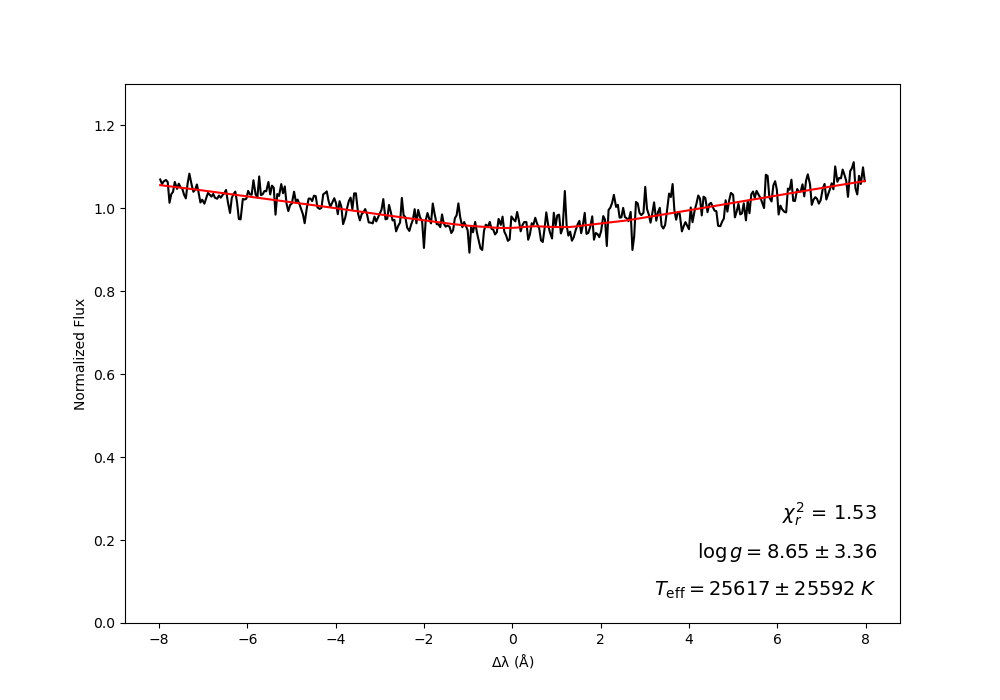 1.2
1.0
0.8
0.6
0.4
0.2
0.0
Normalized Flux
χ²ᵣ = 1.53
log g = 8.65 ± 3.36
T_eff = 25617 ± 25592 K
−8 −6 −4 −2 0 2 4 6 8
Δλ (Å)